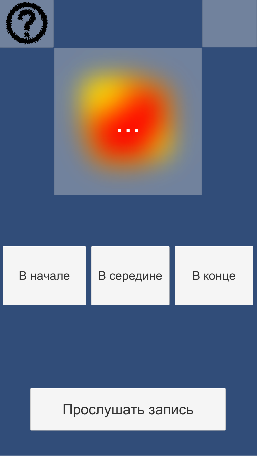 ?
...
В начале
В середине
В конце
Прослушать запись